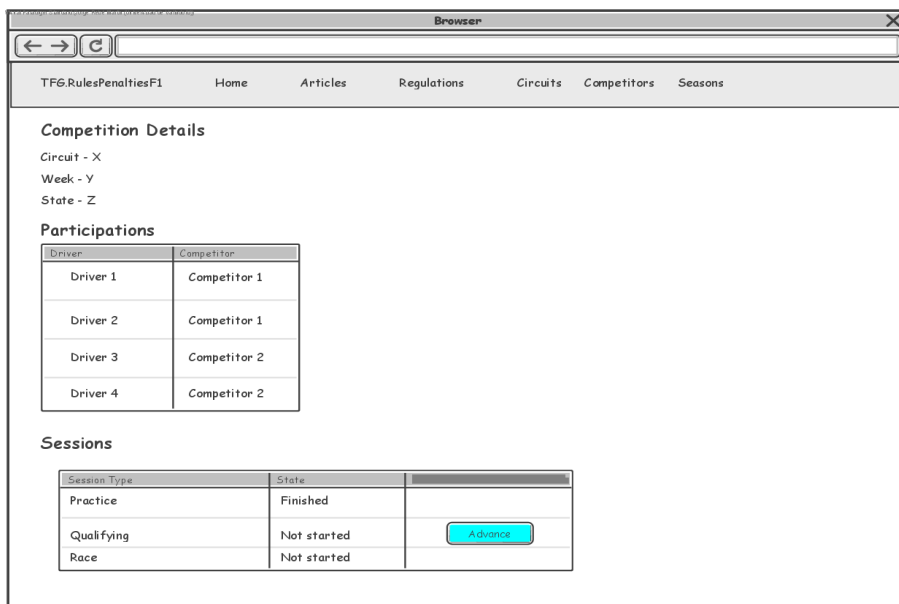 Browser
TFG.RulesPenaltiesF1 Home Articles Regulations Circuits Competitors Seasons
Competition Details
Circuit - X
Week - Y
State - Z
Participations
Driver Competitor
Driver 1 Competitor 1
Driver 2 Competitor 1
Driver 3 Competitor 2
Driver 4 Competitor 2
Sessions
Session Type State
Practice Finished
Qualifying Not started Advance
Race Not started